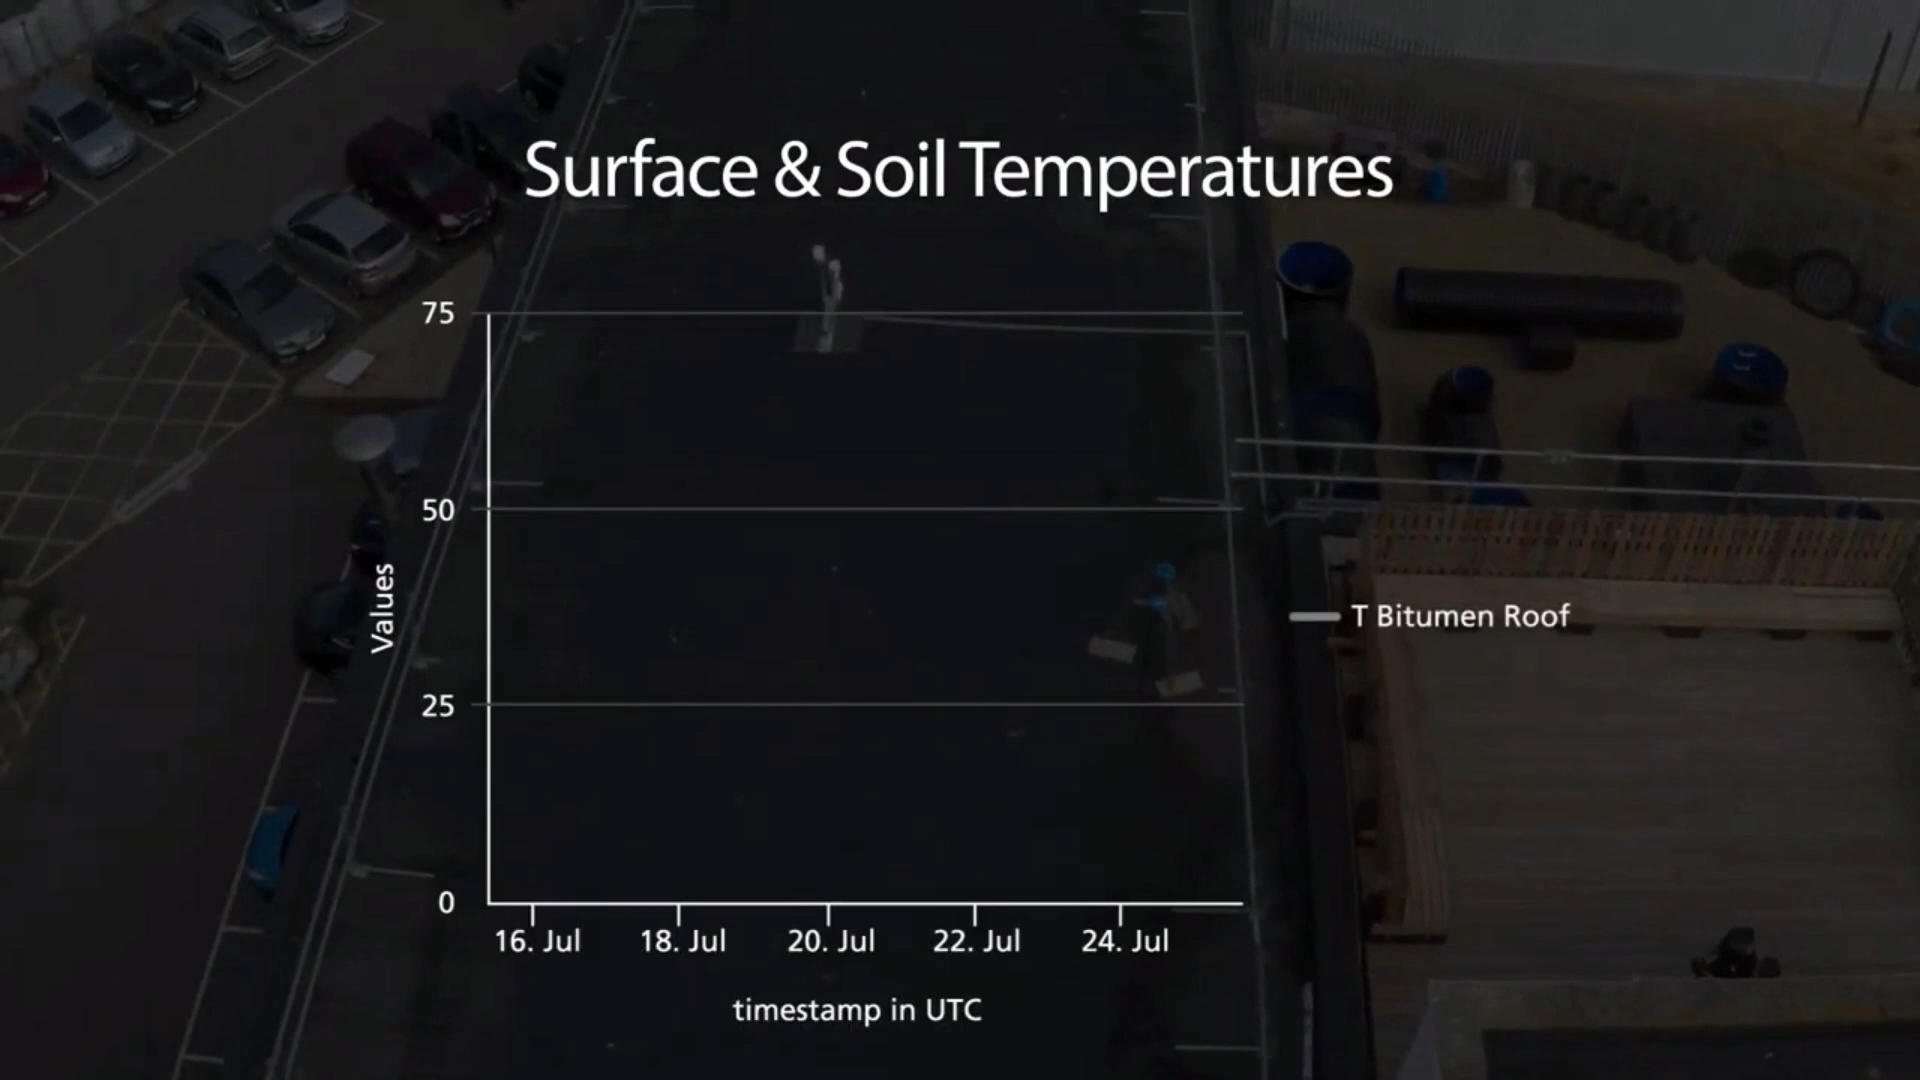 Surface & Soil Temperatures
75
50
25
0
Values
T Bitumen Roof
16. Jul
18. Jul
20. Jul
22. Jul
24. Jul
timestamp in UTC